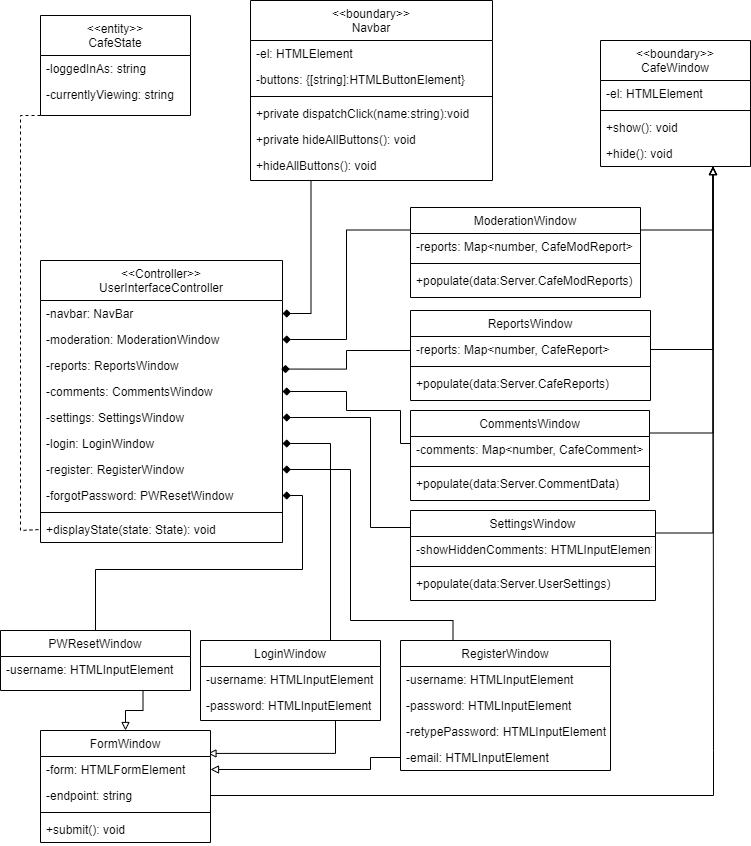 <<entity>>
CafeState
-loggedInAs: string
-currentlyViewing: string
<<boundary>>
Navbar
-el: HTMLElement
-buttons: {[string]:HTMLButtonElement}
+private dispatchClick(name:string):void
+private hideAllButtons(): void
+hideAllButtons(): void
<<boundary>>
CafeWindow
-el: HTMLElement
+show(): void
+hide(): void
<<Controller>>
UserInterfaceController
-navbar: NavBar
-moderation: ModerationWindow
-reports: ReportsWindow
-comments: CommentsWindow
-settings: SettingsWindow
-login: LoginWindow
-register: RegisterWindow
-forgotPassword: PWResetWindow
+displayState(state: State): void
ModerationWindow
-reports: Map<number, CafeModReport>
+populate(data:Server.CafeModReports)
ReportsWindow
-reports: Map<number, CafeReport>
+populate(data:Server.CafeReports)
CommentsWindow
-comments: Map<number, CafeComment>
+populate(data:Server.CommentData)
SettingsWindow
-showHiddenComments: HTMLInputElement
+populate(data:Server.UserSettings)
PWResetWindow
-username: HTMLInputElement
LoginWindow
-username: HTMLInputElement
-password: HTMLInputElement
RegisterWindow
-username: HTMLInputElement
-password: HTMLInputElement
-retypePassword: HTMLInputElement
-email: HTMLInputElement
FormWindow
-form: HTMLFormElement
-endpoint: string
+submit(): void